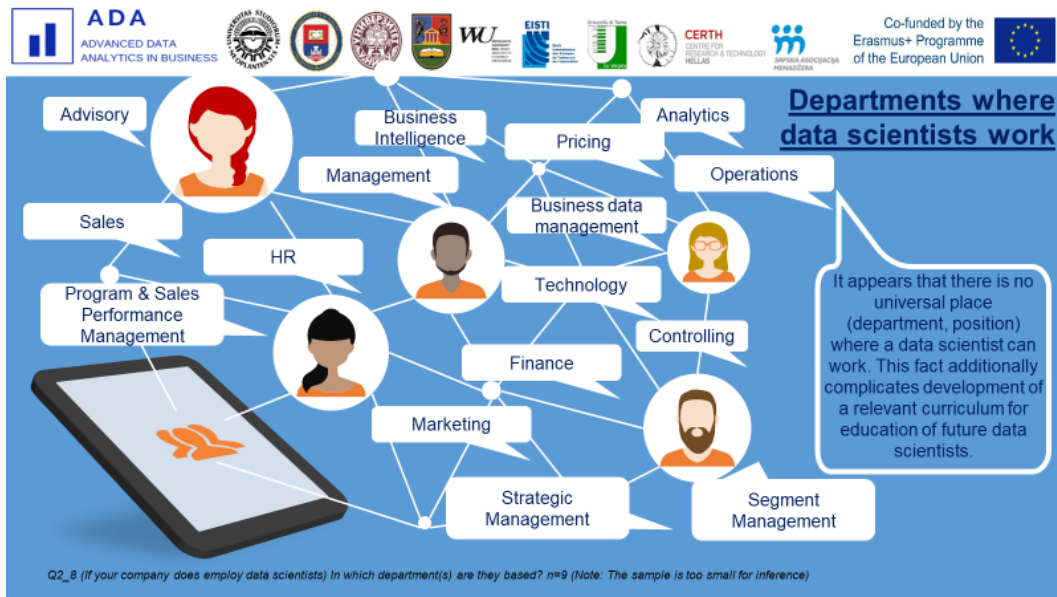 ADA
ADVANCED DATA
ANALYTICS IN BUSINESS
WU
EISTI
CERTH
CENTRE FOR
RESEARCH & TECHNOLOGY
HELLAS
SRPSKA ASOCIJACIJA
MENADŽERA
Co-funded by the
Erasmus+ Programme
of the European Union
Departments where
data scientists work
Advisory
Business
Intelligence
Analytics
Pricing
Management
Operations
Sales
Business data
management
HR
Technology
Program & Sales
Performance
Management
Controlling
Finance
Marketing
Strategic
Management
Segment
Management
It appears that there is no
universal place
(department, position)
where a data scientist can
work. This fact additionally
complicates development of
a relevant curriculum for
education of future data
scientists.
Q2_8 (If your company does employ data scientists) In which department(s) are they based? n=9 (Note: The sample is too small for inference)